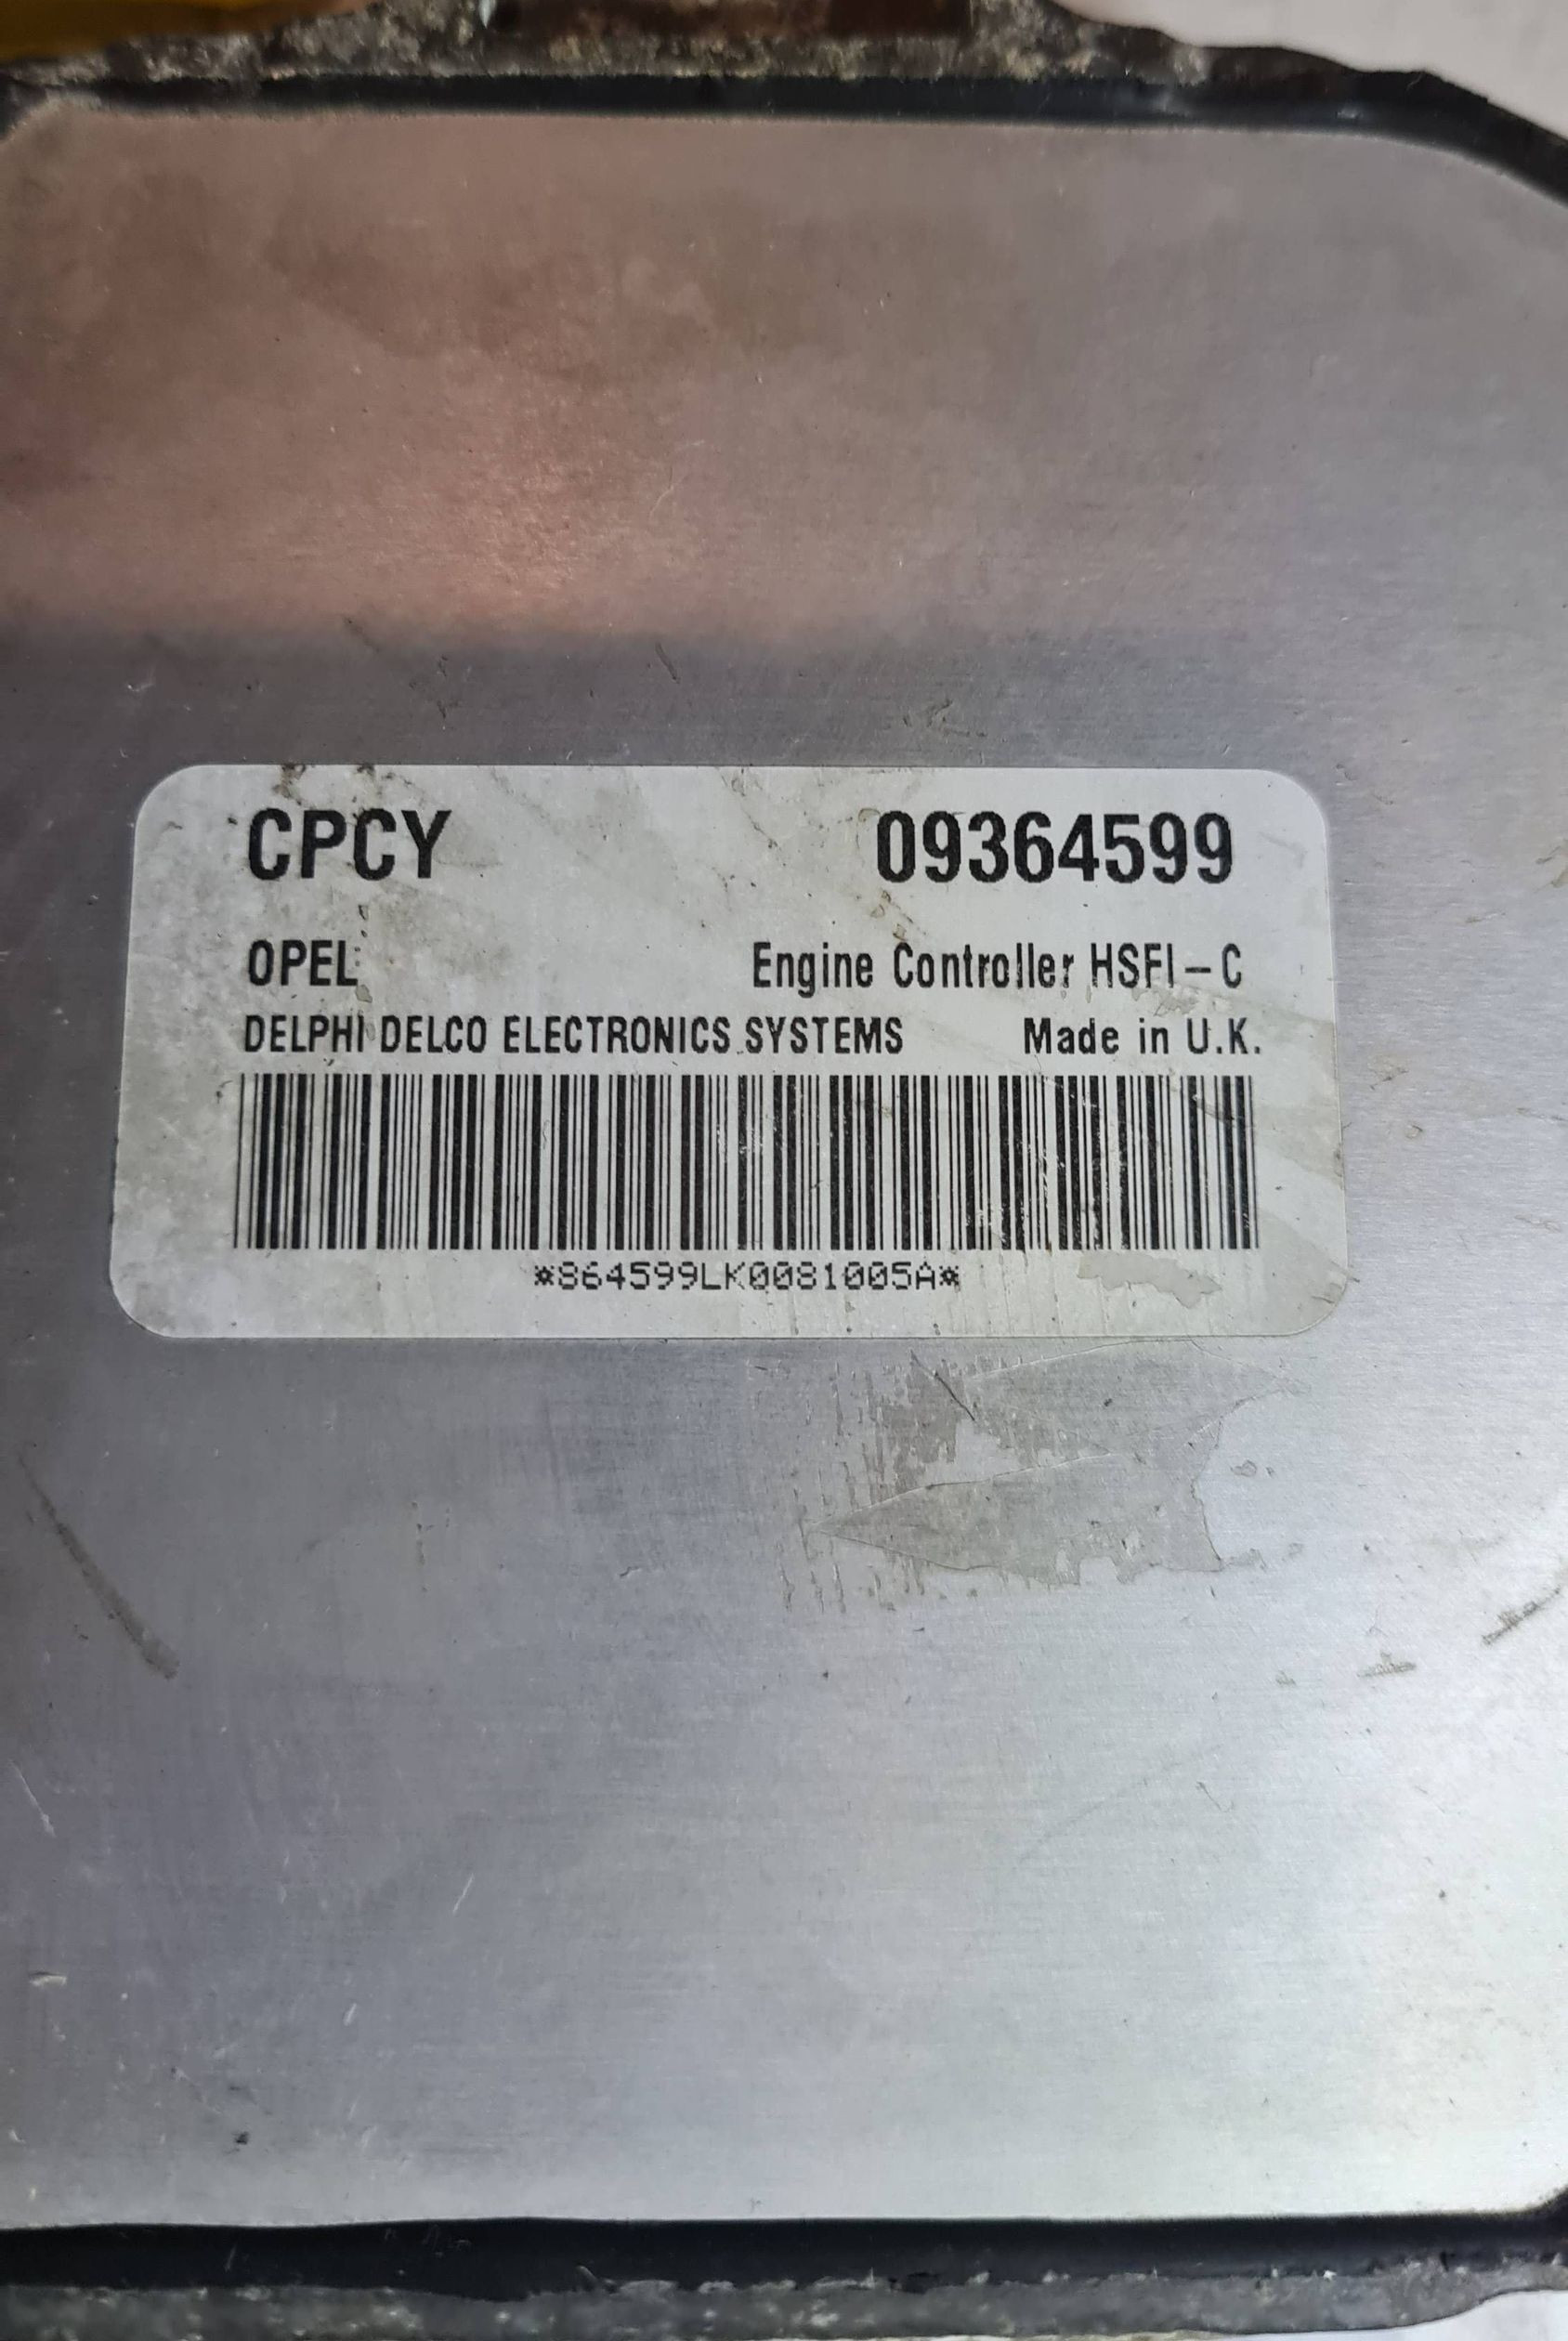 CPCY 09364599
OPEL Engine Controller HSFI-C
DELPHI DELCO ELECTRONICS SYSTEMS Made in U.K.
*864599LK0081005A*